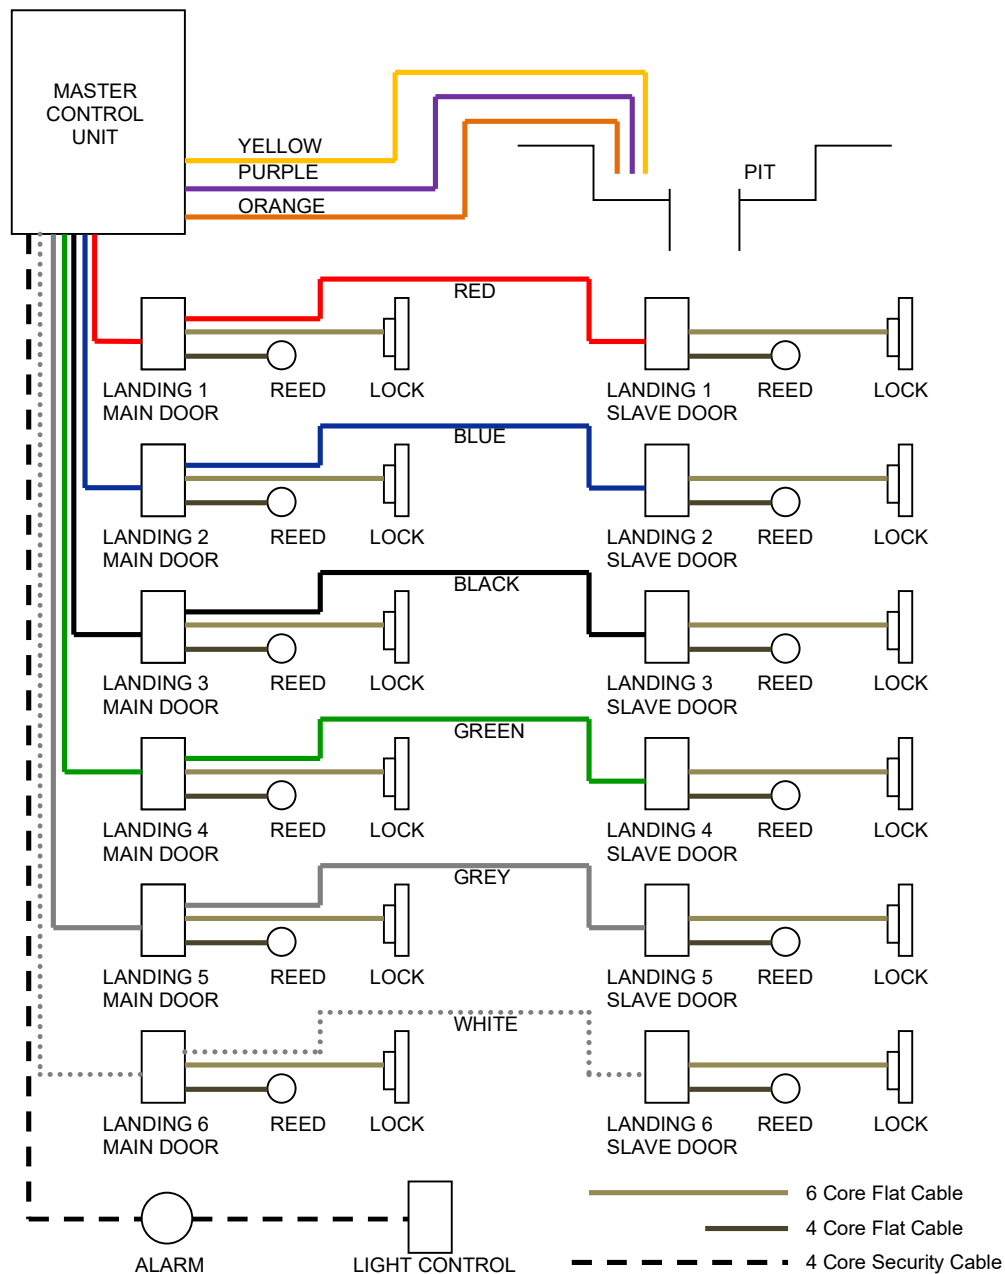 MASTER
CONTROL
UNIT
YELLOW
PURPLE
ORANGE
PIT
RED
LANDING 1
MAIN DOOR
REED
LOCK
LANDING 1
SLAVE DOOR
REED
LOCK
BLUE
LANDING 2
MAIN DOOR
REED
LOCK
LANDING 2
SLAVE DOOR
REED
LOCK
BLACK
LANDING 3
MAIN DOOR
REED
LOCK
LANDING 3
SLAVE DOOR
REED
LOCK
GREEN
LANDING 4
MAIN DOOR
REED
LOCK
LANDING 4
SLAVE DOOR
REED
LOCK
GREY
LANDING 5
MAIN DOOR
REED
LOCK
LANDING 5
SLAVE DOOR
REED
LOCK
WHITE
LANDING 6
MAIN DOOR
REED
LOCK
LANDING 6
SLAVE DOOR
REED
LOCK
ALARM
LIGHT CONTROL
6 Core Flat Cable
4 Core Flat Cable
4 Core Security Cable